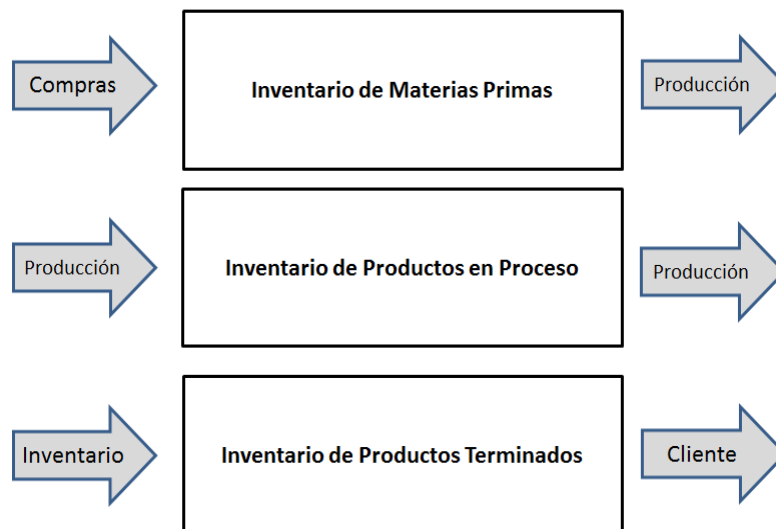 Compras
Inventario de Materias Primas
Producción
Producción
Inventario de Productos en Proceso
Producción
Inventario
Inventario de Productos Terminados
Cliente